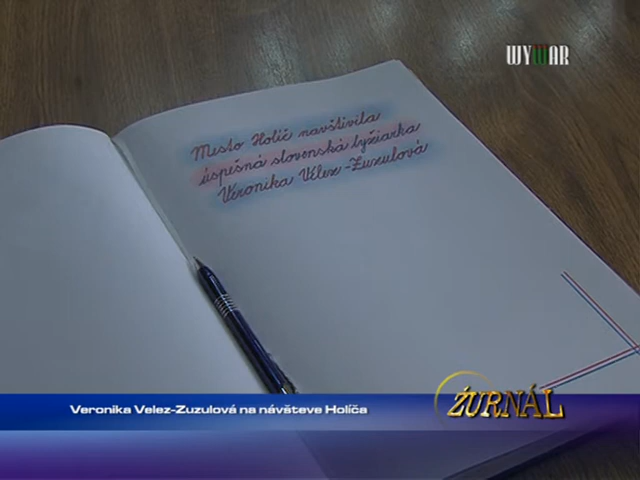 WYWAR
Mesto Holíč navštívila
úspešná slovenská lyžiarka
Veronika Velez-Zuzulová
Veronika Velez-Zuzulová na návšteve Holíča
ŽURNÁL